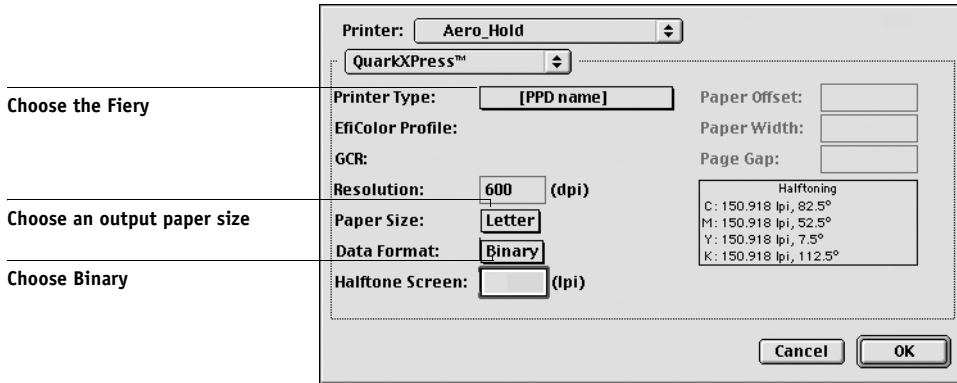 Printer: Aero_Hold
QuarkXPress™
Choose the Fiery
Printer Type: [PPD name] Paper Offset:
EfiColor Profile: Paper Width:
GCR: Page Gap:
Resolution: 600 (dpi)
Halftoning
C: 150.918 lpi, 82.5°
M: 150.918 lpi, 52.5°
Y: 150.918 lpi, 7.5°
K: 150.918 lpi, 112.5°
Choose an output paper size
Paper Size: Letter
Data Format: Binary
Choose Binary
Halftone Screen: (lpi)
Cancel OK